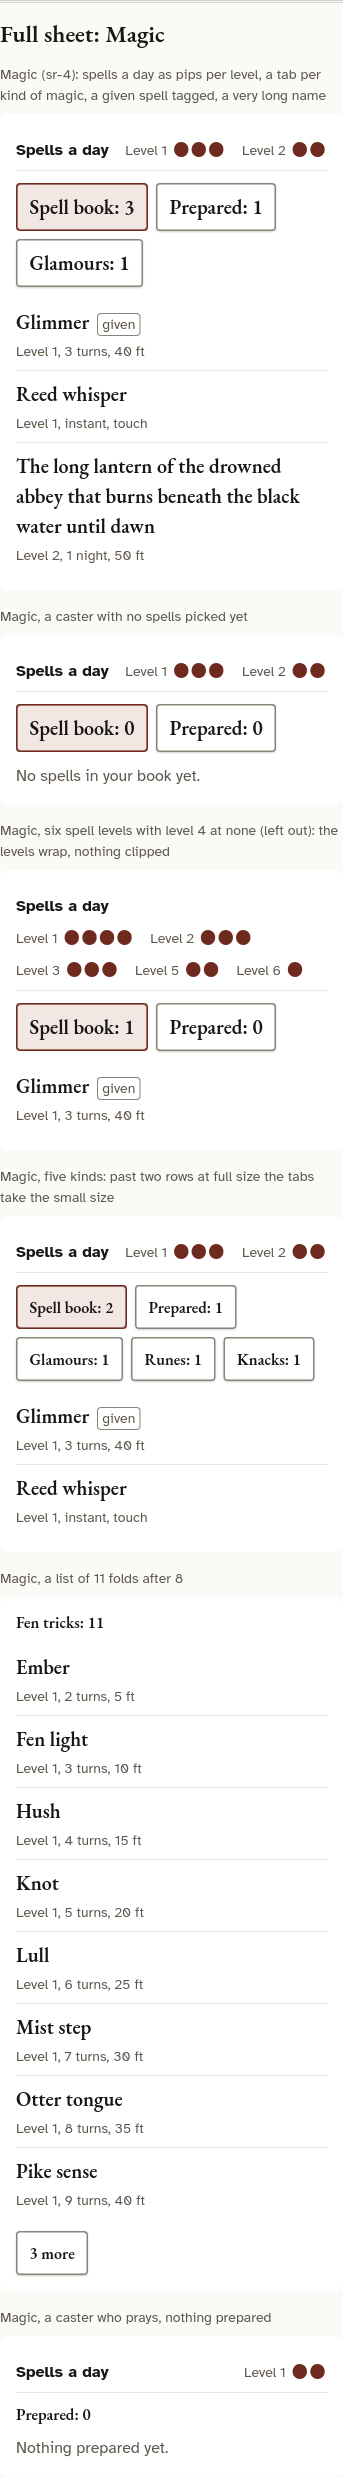 Full sheet: Magic
Magic (sr-4): spells a day as pips per level, a tab per
kind of magic, a given spell tagged, a very long name
Spells a day Level 1 Level 2
Spell book: 3 Prepared: 1
Glamours: 1
Glimmer given
Level 1, 3 turns, 40 ft
Reed whisper
Level 1, instant, touch
The long lantern of the drowned
abbey that burns beneath the black
water until dawn
Level 2, 1 night, 50 ft
Magic, a caster with no spells picked yet
Spells a day Level 1 Level 2
Spell book: 0 Prepared: 0
No spells in your book yet.
Magic, six spell levels with level 4 at none (left out): the
levels wrap, nothing clipped
Spells a day
Level 1 Level 2
Level 3 Level 5 Level 6
Spell book: 1 Prepared: 0
Glimmer given
Level 1, 3 turns, 40 ft
Magic, five kinds: past two rows at full size the tabs
take the small size
Spells a day Level 1 Level 2
Spell book: 2 Prepared: 1
Glamours: 1 Runes: 1 Knacks: 1
Glimmer given
Level 1, 3 turns, 40 ft
Reed whisper
Level 1, instant, touch
Magic, a list of 11 folds after 8
Fen tricks: 11
Ember
Level 1, 2 turns, 5 ft
Fen light
Level 1, 3 turns, 10 ft
Hush
Level 1, 4 turns, 15 ft
Knot
Level 1, 5 turns, 20 ft
Lull
Level 1, 6 turns, 25 ft
Mist step
Level 1, 7 turns, 30 ft
Otter tongue
Level 1, 8 turns, 35 ft
Pike sense
Level 1, 9 turns, 40 ft
3 more
Magic, a caster who prays, nothing prepared
Spells a day Level 1
Prepared: 0
Nothing prepared yet.